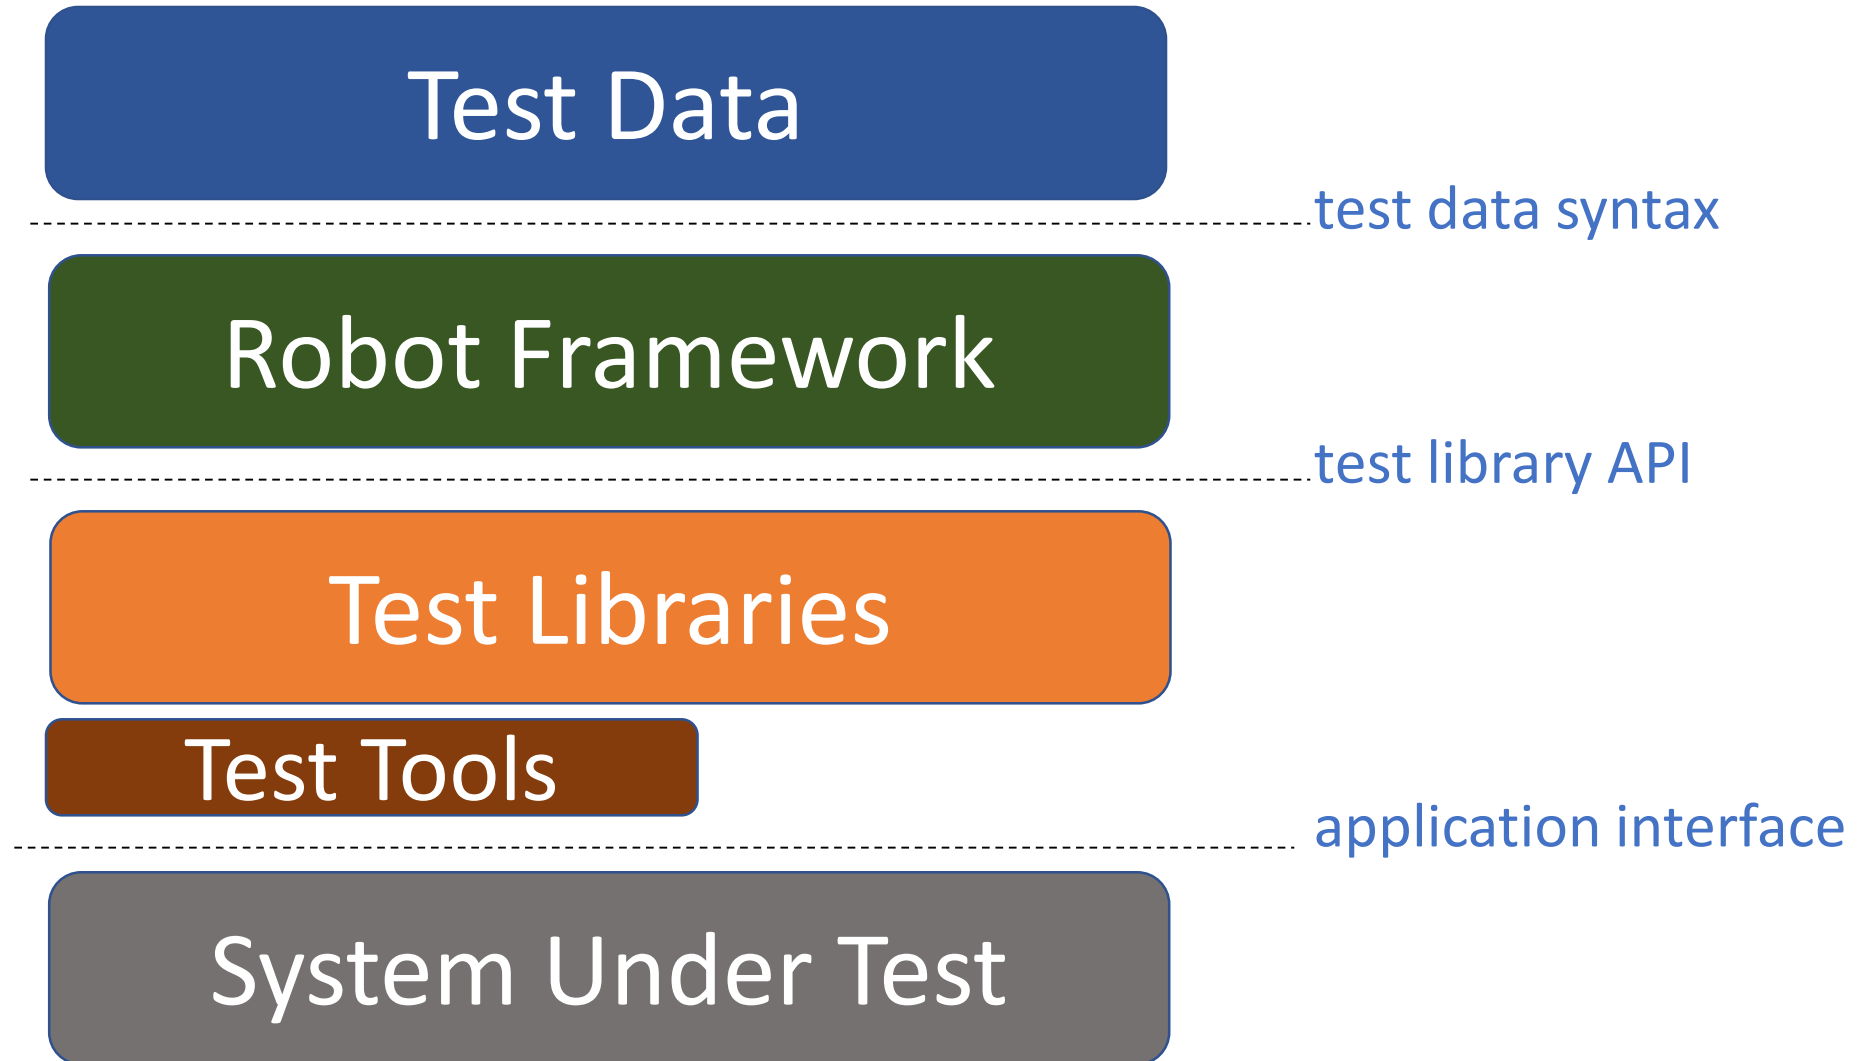 Test Data
test data syntax
Robot Framework
test library API
Test Libraries
Test Tools
application interface
System Under Test